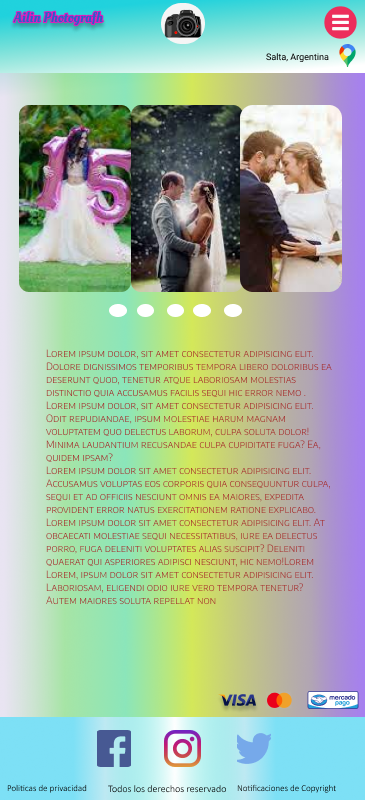 Ailin Photografh
Salta, Argentina
15
Lorem ipsum dolor, sit amet consectetur adipisicing elit.
Dolore dignissimos temporibus tempora libero doloribus ea
deserunt quod, tenetur atque laboriosam molestias
distinctio quia accusamus facilis sequi hic error nemo .
Lorem ipsum dolor, sit amet consectetur adipisicing elit.
Odit repudiandae, ipsum molestiae harum magnam
voluptatem quo delectus laborum, culpa soluta dolor!
Minima laudantium recusandae culpa cupiditate fuga? Ea,
quidem ipsam?
Lorem ipsum dolor sit amet consectetur adipisicing elit.
Accusamus voluptas eos corporis quia consequuntur culpa,
sequi et ad officiis nesciunt omnis ea maiores, expedita
provident error natus exercitationem ratione explicabo.
Lorem ipsum dolor sit amet consectetur adipisicing elit. At
obcaecati molestiae sequi necessitatibus, iure ea delectus
porro, fuga deleniti voluptates alias suscipit? Deleniti
quaerat qui asperiores adipisci nesciunt, hic nemo!Lorem
Lorem, ipsum dolor sit amet consectetur adipisicing elit.
Laboriosam, eligendi odio iure vero tempora tenetur?
Autem maiores soluta repellat non
VISA
mercado
pago
Politicas de privacidad
Todos los derechos reservado
Notificaciones de Copyright